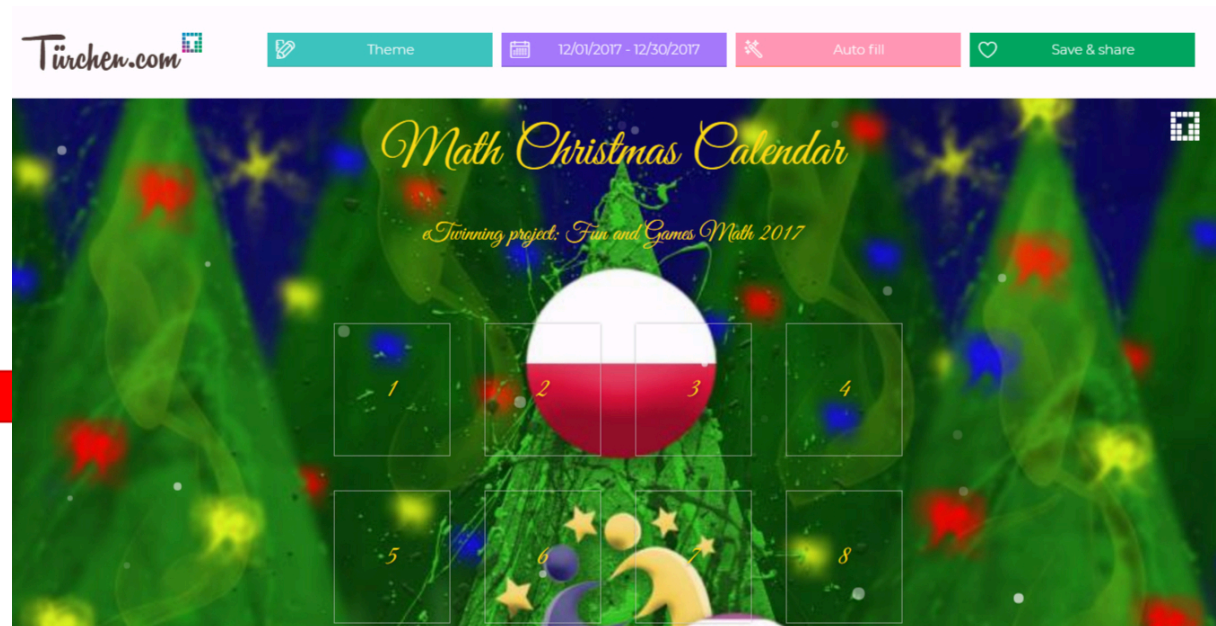 Türchen.com
Theme
12/01/2017 - 12/30/2017
Auto fill
Save & share
Math Christmas Calendar
eTwinning project: Fun and Games Math 2017
1 2 3 4
5 6 7 8